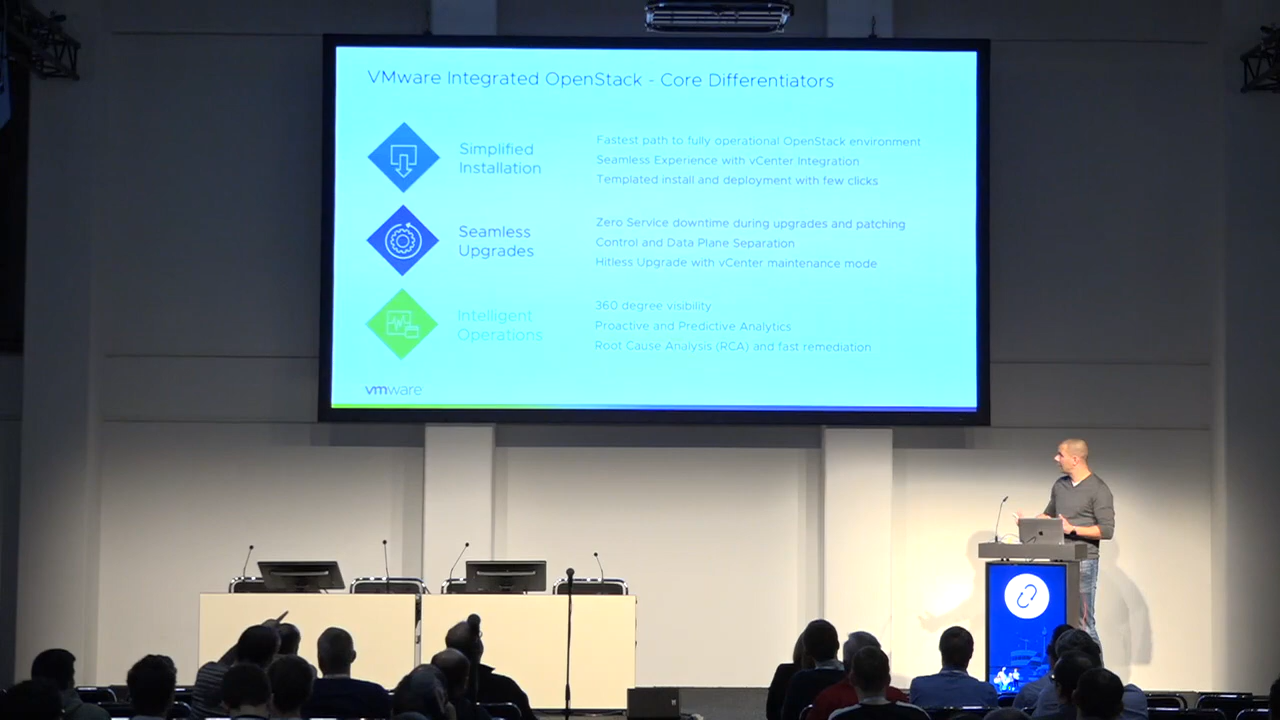 VMware Integrated OpenStack - Core Differentiators
Simplified
Installation
Fastest path to fully operational OpenStack environment
Seamless Experience with vCenter Integration
Templated install and deployment with few clicks
Seamless
Upgrades
Zero Service downtime during upgrades and patching
Control and Data Plane Separation
Hitless Upgrade with vCenter maintenance mode
Intelligent
Operations
360 degree visibility
Proactive and Predictive Analytics
Root Cause Analysis (RCA) and fast remediation
vmware